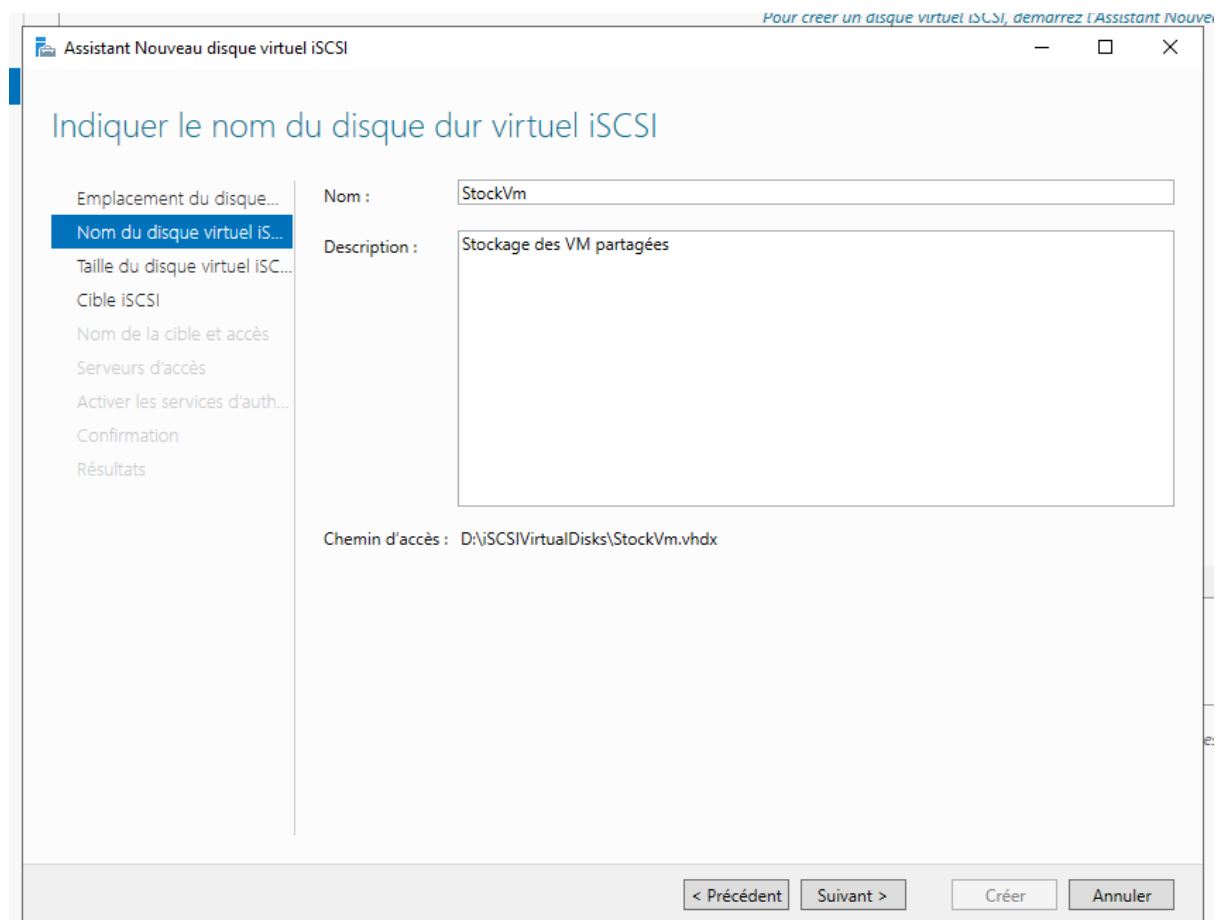 Pour créer un disque virtuel iSCSI, démarrez l'Assistant Nouve
Assistant Nouveau disque virtuel iSCSI
Indiquer le nom du disque dur virtuel iSCSI
Emplacement du disque...
Nom du disque virtuel iS...
Taille du disque virtuel iSC...
Cible iSCSI
Nom de la cible et accès
Serveurs d'accès
Activer les services d'auth...
Confirmation
Résultats
Nom : StockVm
Description : Stockage des VM partagées
Chemin d'accès : D:\iSCSIVirtualDisks\StockVm.vhdx
< Précédent Suivant > Créer Annuler